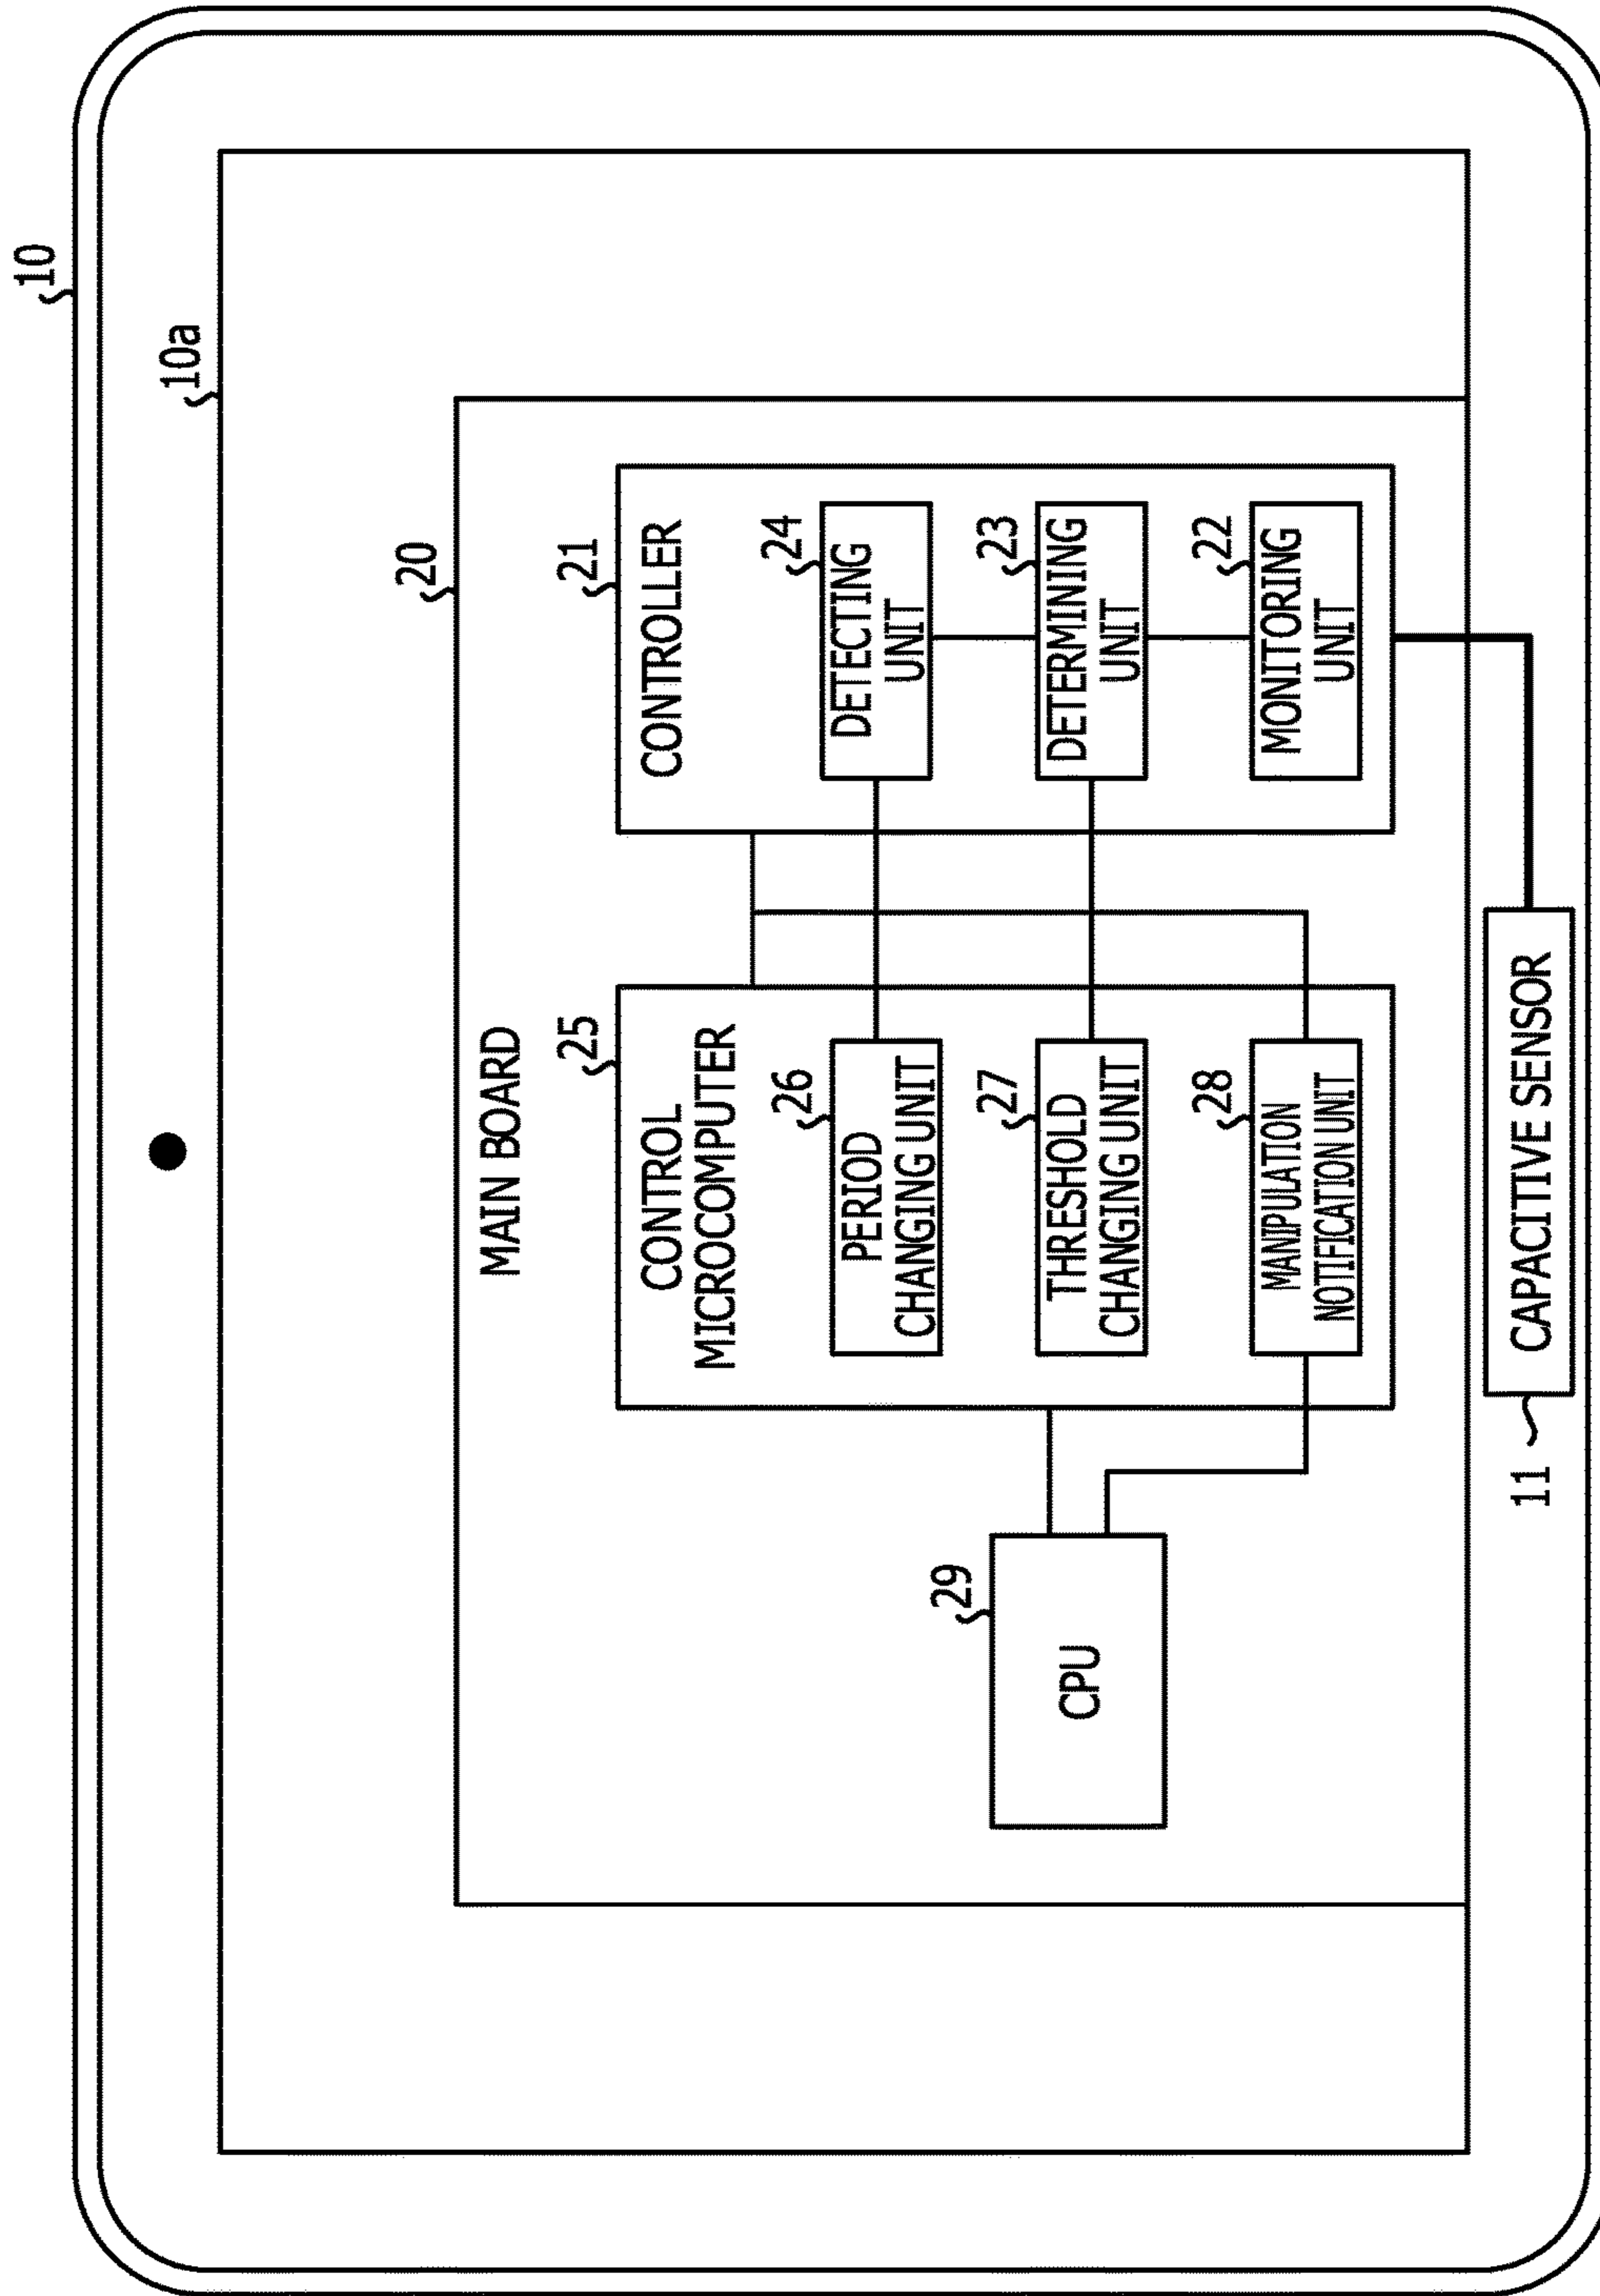 10
10a
20
MAIN BOARD
25
CONTROL
MICROCOMPUTER
26
PERIOD
CHANGING UNIT
27
THRESHOLD
CHANGING UNIT
28
MANIPULATION
NOTIFICATION UNIT
21
CONTROLLER
24
DETECTING
UNIT
23
DETERMINING
UNIT
22
MONITORING
UNIT
29
CPU
11
CAPACITIVE SENSOR